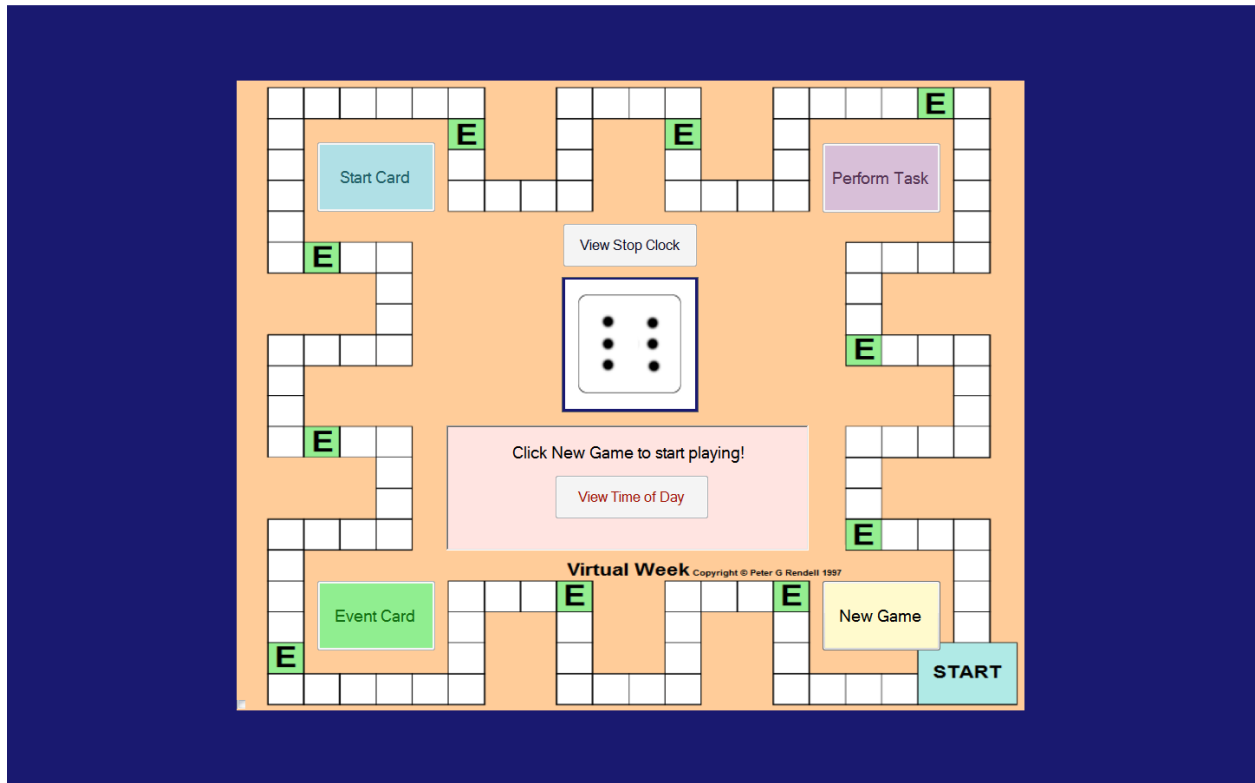 E
E
E
Start Card
Perform Task
View Stop Clock
E
E
E
Click New Game to start playing!
View Time of Day
E
Virtual Week Copyright © Peter G Rendell 1997
E
E
Event Card
New Game
E
START